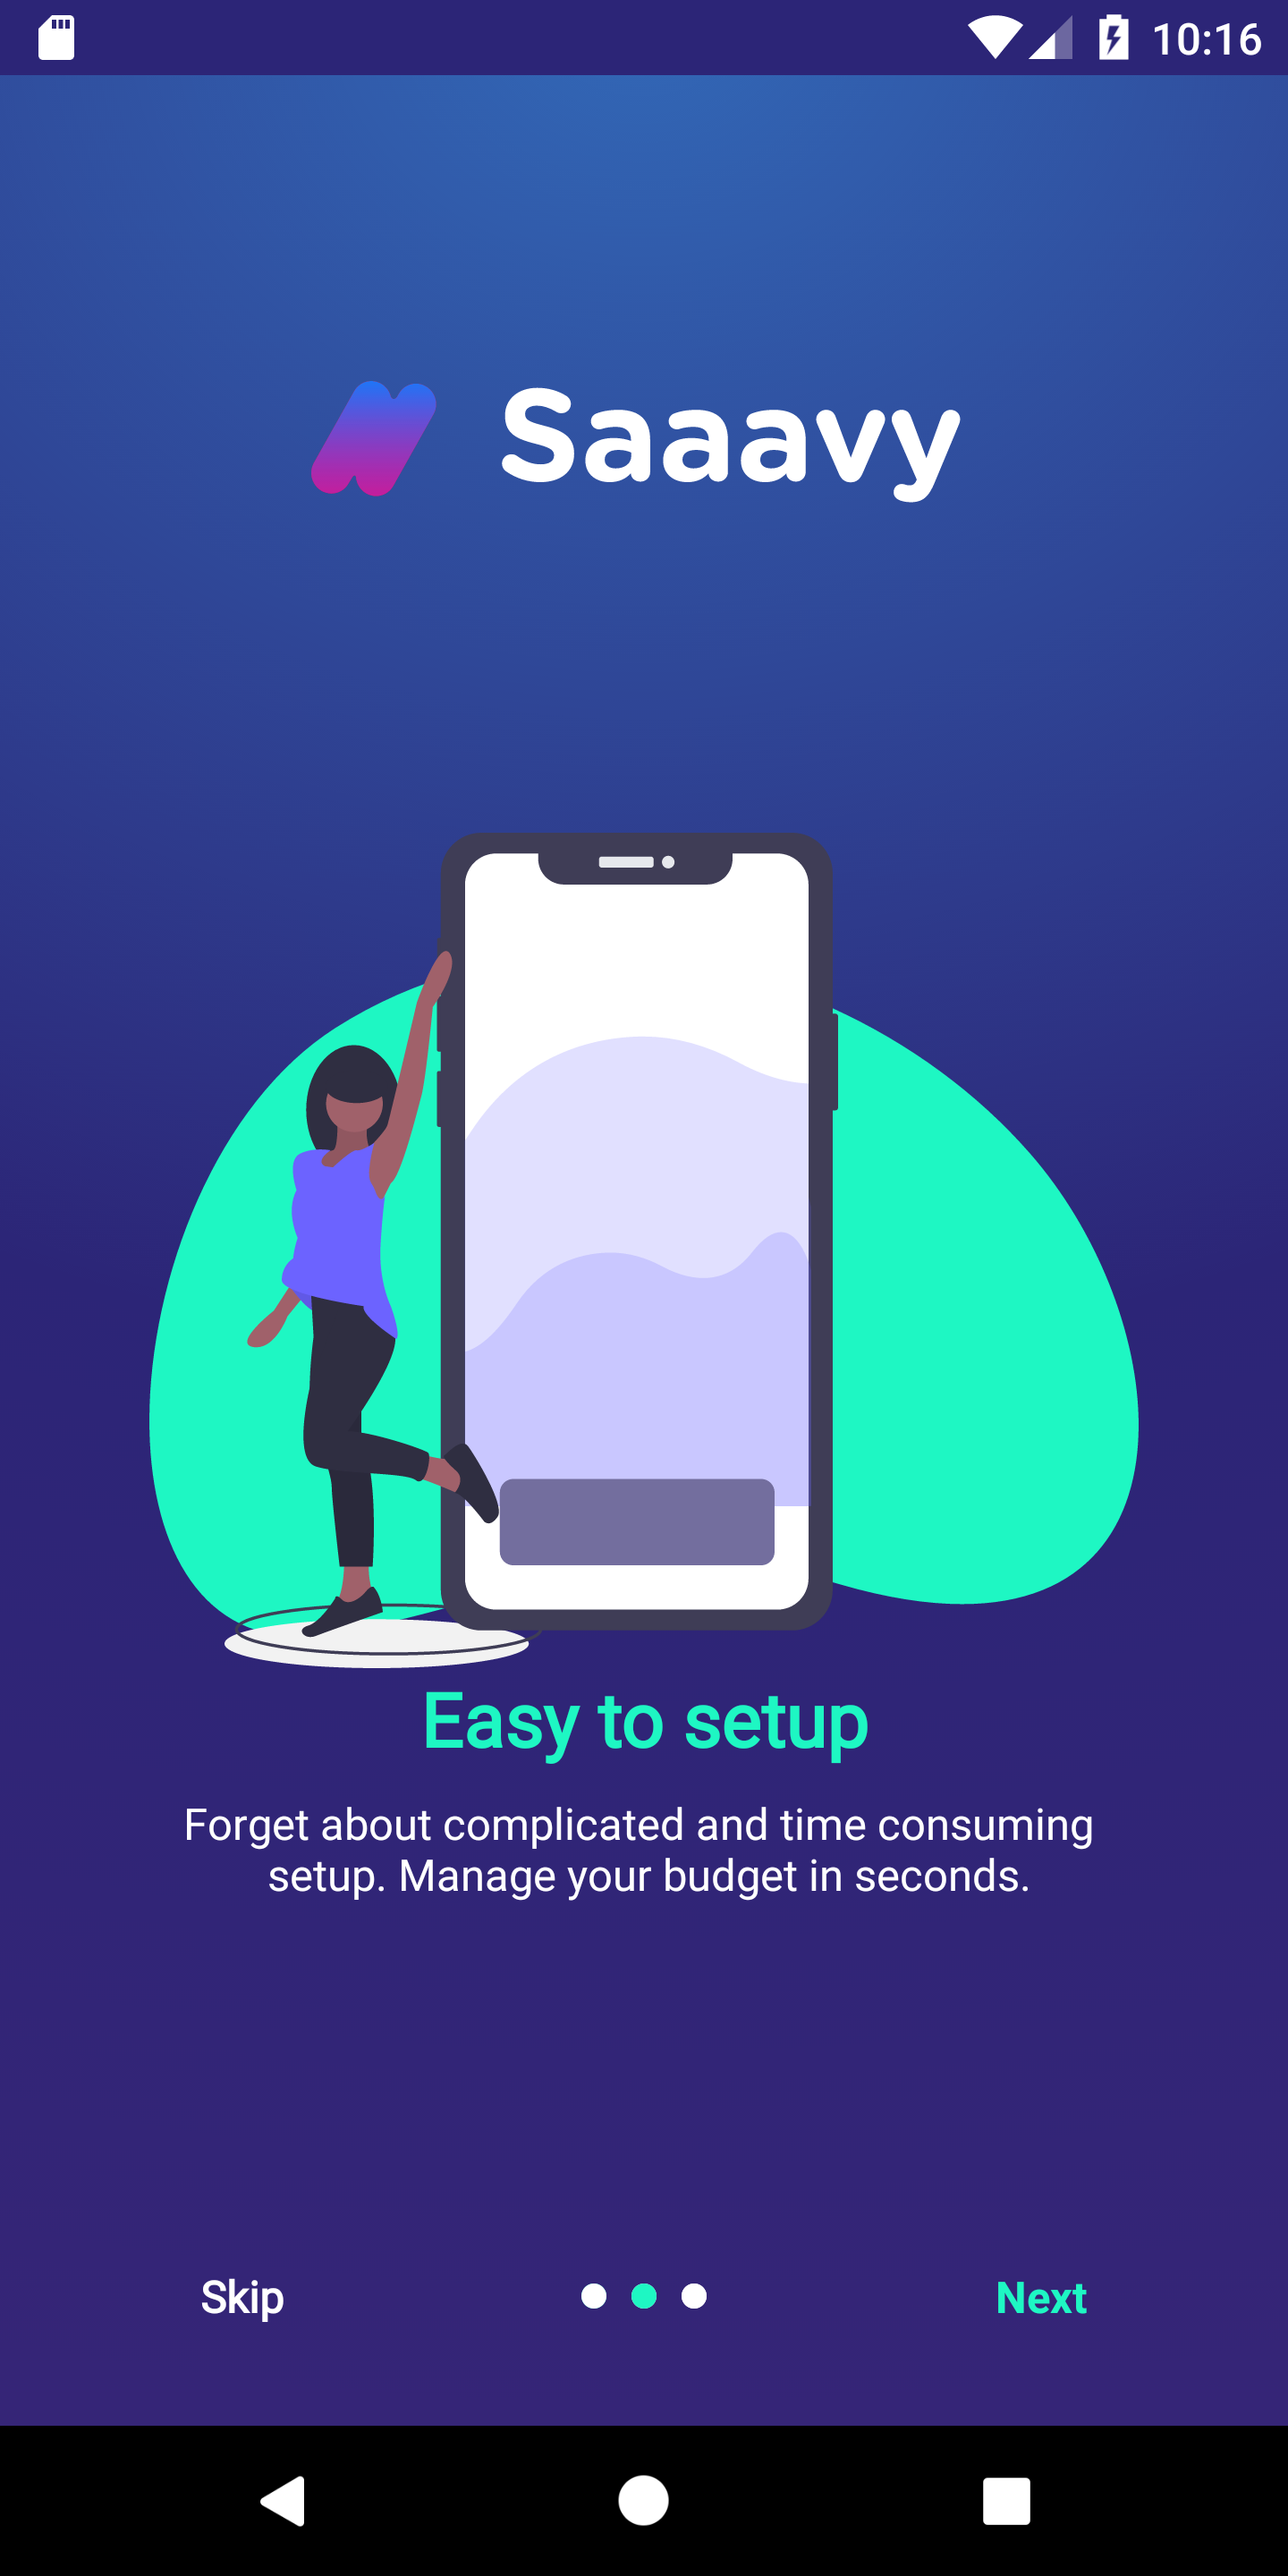 10:16
Saaavy
Easy to setup
Forget about complicated and time consuming
setup. Manage your budget in seconds.
Skip
Next